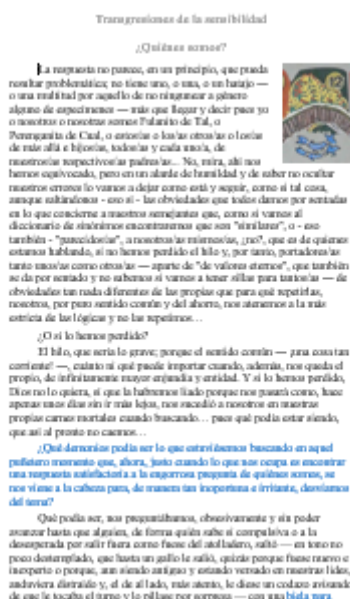 Transgresiones de la sensibilidad
¿Quiénes somos?
La respuesta no parece, en un principio, que pueda
resultar problemática; no tiene uno, o una, o un hatajo —
o una multitud por aquello de no ningunear a género
alguno de especímenes — más que llegar y decir pues yo
o nosotros o nosotras somos Fulanito de Tal, o
Perenganita de Cual, o estos/as o los/as otros/as o los/as
de más allá e hijos/as, todos/as y cada uno/a, de
nuestros/as respectivos/as padres/as... No, mira, ahí nos
hemos equivocado, pero en un alarde de humildad y de saber no ocultar
nuestros errores lo vamos a dejar como está y seguir, como si tal cosa,
aunque saltándonos - eso sí - las obviedades que todos damos por sentadas
en lo que concierne a nuestros semejantes que, como si vamos al
diccionario de sinónimos encontraremos que son "similares", o - eso
también - "parecidos/as", a nosotros/as mismos/as, ¿no?, que es de quienes
estamos hablando, si no hemos perdido el hilo y, por tanto, portadores/as
tanto unos/as como otros/as — aparte de "de valores eternos", que también
se da por sentado y no sabemos si vamos a tener sillas para tantos/as — de
obviedades tan nada diferentes de las propias que para qué repetirlas,
nosotros, por puro sentido común y del ahorro, nos atenemos a la más
estricta de las lógicas y no las repetimos...
¿O si lo hemos perdido?
El hilo, que sería lo grave; porque el sentido común — ¡una cosa tan
corriente! —, cuánto ni qué puede importar cuando, además, nos queda el
propio, de infinitamente mayor enjundia y entidad. Y si lo hemos perdido,
Dios no lo quiera, sí que la habremos liado porque nos pasará como, hace
apenas unos días sin ir más lejos, nos sucedió a nosotros en nuestras
propias carnes mortales cuando buscando... pues qué podía estar siendo,
que así al pronto no caemos...
¿Qué demonios podía ser lo que estuviésemos buscando en aquel
puñetero momento que, ahora, justo cuando lo que nos ocupa es encontrar
una respuesta satisfactoria a la engorrosa pregunta de quiénes somos, se
nos viene a la cabeza para, de manera tan inoportuna e irritante, desviarnos
del tema?
Qué podía ser, nos preguntábamos, obsesivamente y sin poder
avanzar hasta que alguien, de forma quién sabe si compulsiva o a la
desesperada por salir fuera como fuese del atolladero, saltó — en tono no
poco destemplado, que hasta un gallo le salió, quizás porque fuese nuevo e
inexperto o porque, aun siendo antiguo y estando versado en nuestras lides,
anduviera distraído y, el de al lado, más atento, le diese un codazo avisando
de que le tocaba el turno y le pillase por sorpresa — con una bien para